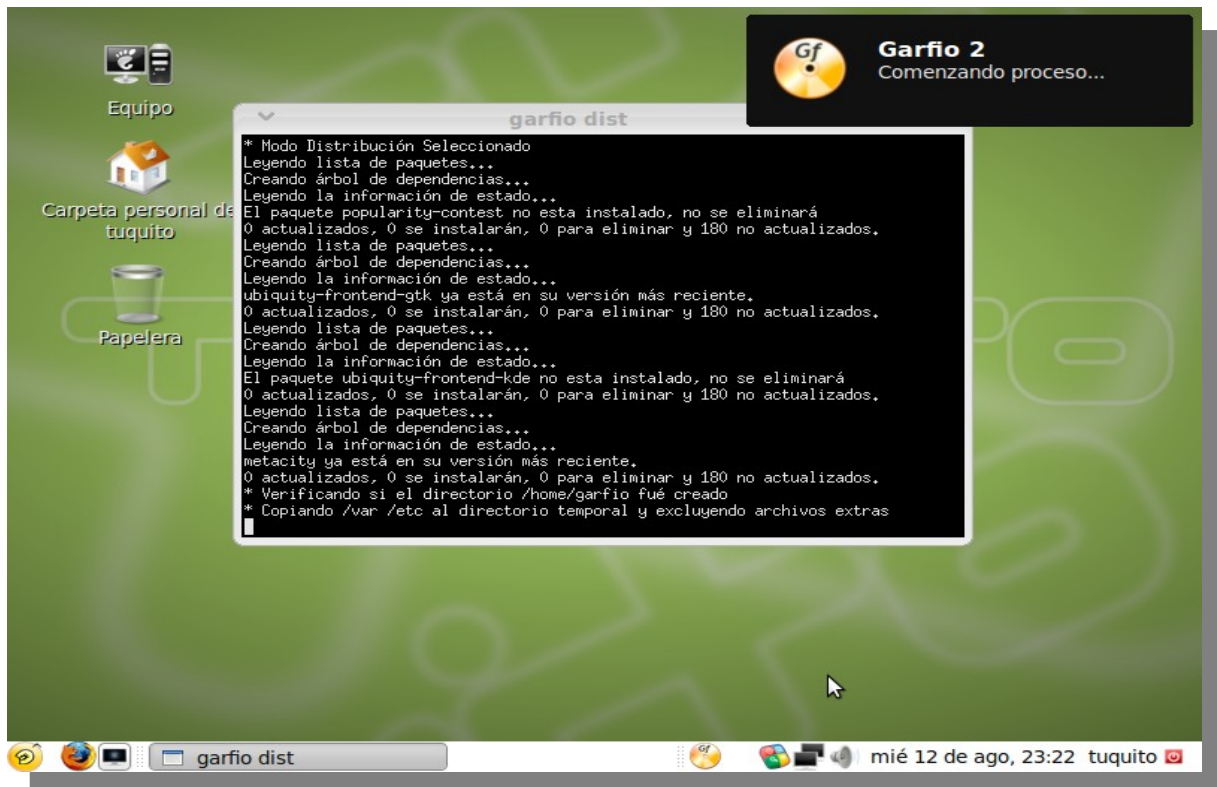 Equipo
Carpeta personal de
tuquito
Papelera
Gf
Garfio 2
Comenzando proceso...
garfio dist
* Modo Distribución Seleccionado
Leyendo lista de paquetes...
Creando árbol de dependencias...
Leyendo la información de estado...
El paquete popularity-contest no esta instalado, no se eliminará
0 actualizados, 0 se instalarán, 0 para eliminar y 180 no actualizados.
Leyendo lista de paquetes...
Creando árbol de dependencias...
Leyendo la información de estado...
ubiquity-frontend-gtk ya está en su versión más reciente.
0 actualizados, 0 se instalarán, 0 para eliminar y 180 no actualizados.
Leyendo lista de paquetes...
Creando árbol de dependencias...
Leyendo la información de estado...
El paquete ubiquity-frontend-kde no esta instalado, no se eliminará
0 actualizados, 0 se instalarán, 0 para eliminar y 180 no actualizados.
Leyendo lista de paquetes...
Creando árbol de dependencias...
Leyendo la información de estado...
metacity ya está en su versión más reciente.
0 actualizados, 0 se instalarán, 0 para eliminar y 180 no actualizados.
* Verificando si el directorio /home/garfio fué creado
* Copiando /var /etc al directorio temporal y excluyendo archivos extras
garfio dist
Gf
mié 12 de ago, 23:22 tuquito